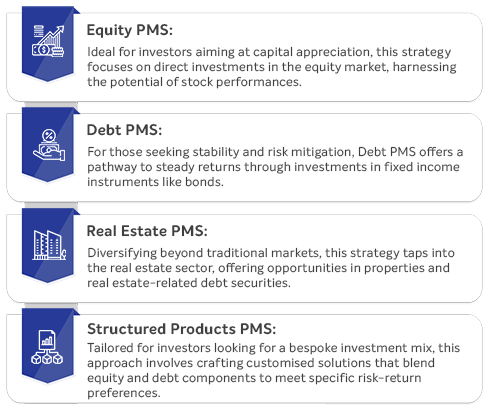 Equity PMS:
Ideal for investors aiming at capital appreciation, this strategy
focuses on direct investments in the equity market, harnessing
the potential of stock performances.
Debt PMS:
For those seeking stability and risk mitigation, Debt PMS offers a
pathway to steady returns through investments in fixed income
instruments like bonds.
Real Estate PMS:
Diversifying beyond traditional markets, this strategy taps into
the real estate sector, offering opportunities in properties and
real estate-related debt securities.
Structured Products PMS:
Tailored for investors looking for a bespoke investment mix, this
approach involves crafting customised solutions that blend
equity and debt components to meet specific risk-return
preferences.